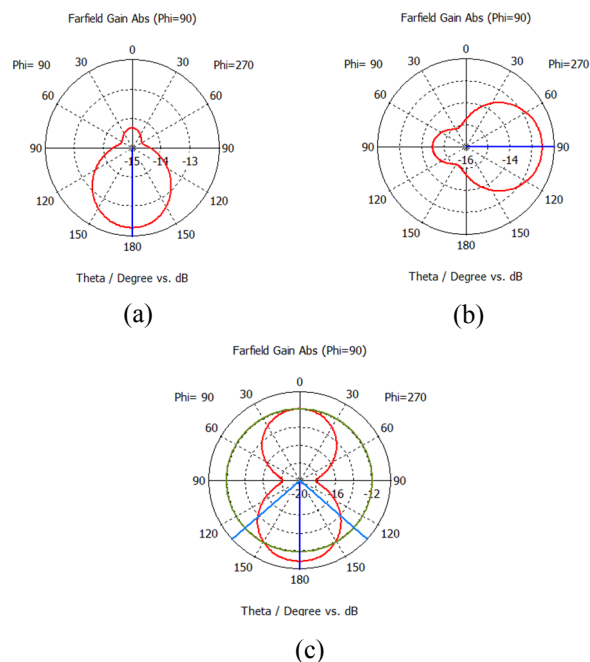 Farfield Gain Abs (Phi=90)
Phi= 90 30 0 30 Phi=270
60 60
90 -15 -14 -13 90
120 120
150 150
180
Theta / Degree vs. dB
(a)
Farfield Gain Abs (Phi=90)
Phi= 90 30 0 30 Phi=270
60 60
90 -16 -14 90
120 120
150 150
180
Theta / Degree vs. dB
(b)
Farfield Gain Abs (Phi=90)
Phi= 90 30 0 30 Phi=270
60 60
90 -20 -16 -12 90
120 120
150 150
180
Theta / Degree vs. dB
(c)